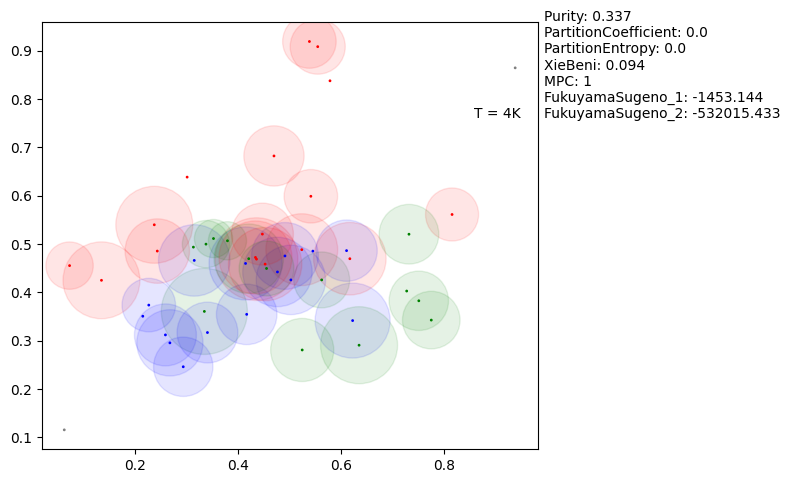 Purity: 0.337
PartitionCoefficient: 0.0
PartitionEntropy: 0.0
XieBeni: 0.094
MPC: 1
FukuyamaSugeno_1: -1453.144
FukuyamaSugeno_2: -532015.433
T = 4K
0.9
0.8
0.7
0.6
0.5
0.4
0.3
0.2
0.1
0.2 0.4 0.6 0.8